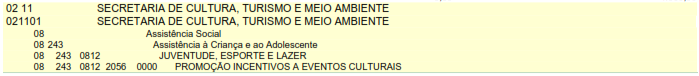 02 11 SECRETARIA DE CULTURA, TURISMO E MEIO AMBIENTE
021101 SECRETARIA DE CULTURA, TURISMO E MEIO AMBIENTE
08 Assistência Social
08 243 Assistência à Criança e ao Adolescente
08 243 0812 JUVENTUDE, ESPORTE E LAZER
08 243 0812 2056 0000 PROMOÇÃO INCENTIVOS A EVENTOS CULTURAIS